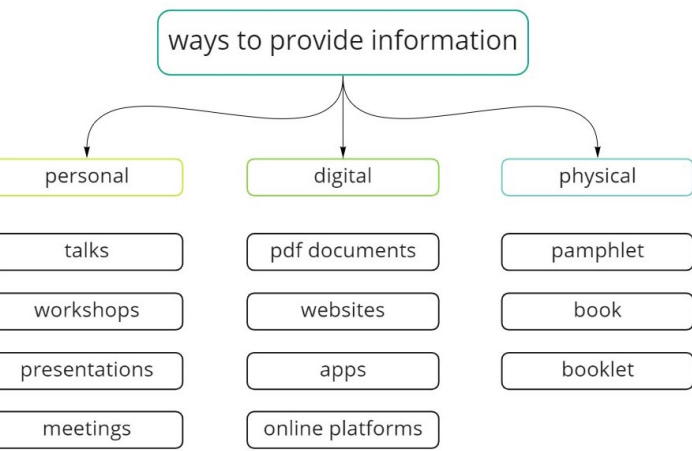 ways to provide information
personal
digital
physical
talks
pdf documents
pamphlet
workshops
websites
book
presentations
apps
booklet
meetings
online platforms